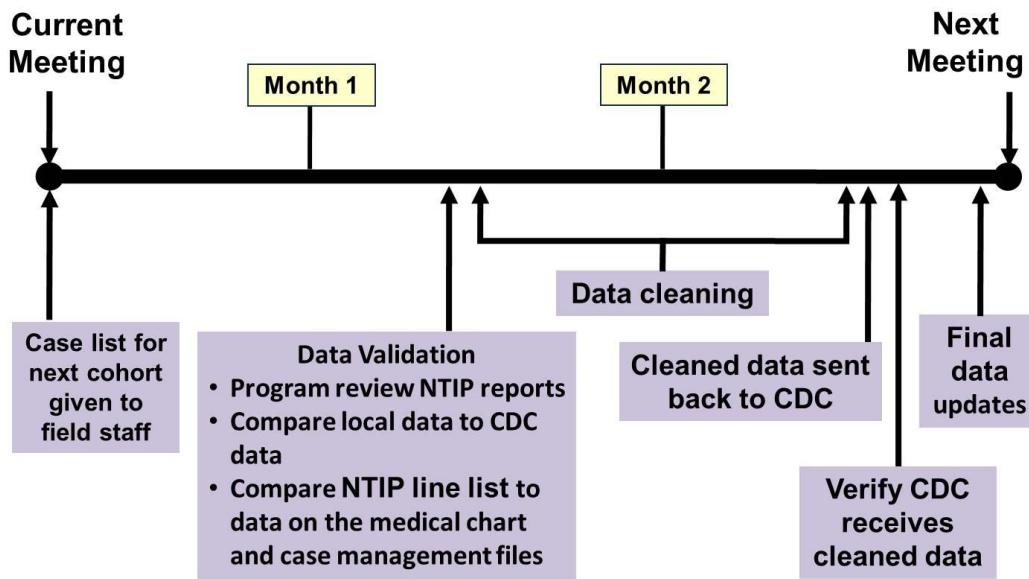 Current
Meeting
Next
Meeting
Month 1
Month 2
Case list for
next cohort
given to
field staff
Data Validation
• Program review NTIP reports
• Compare local data to CDC
data
• Compare NTIP line list to
data on the medical chart
and case management files
Data cleaning
Cleaned data sent
back to CDC
Verify CDC
receives
cleaned data
Final
data
updates